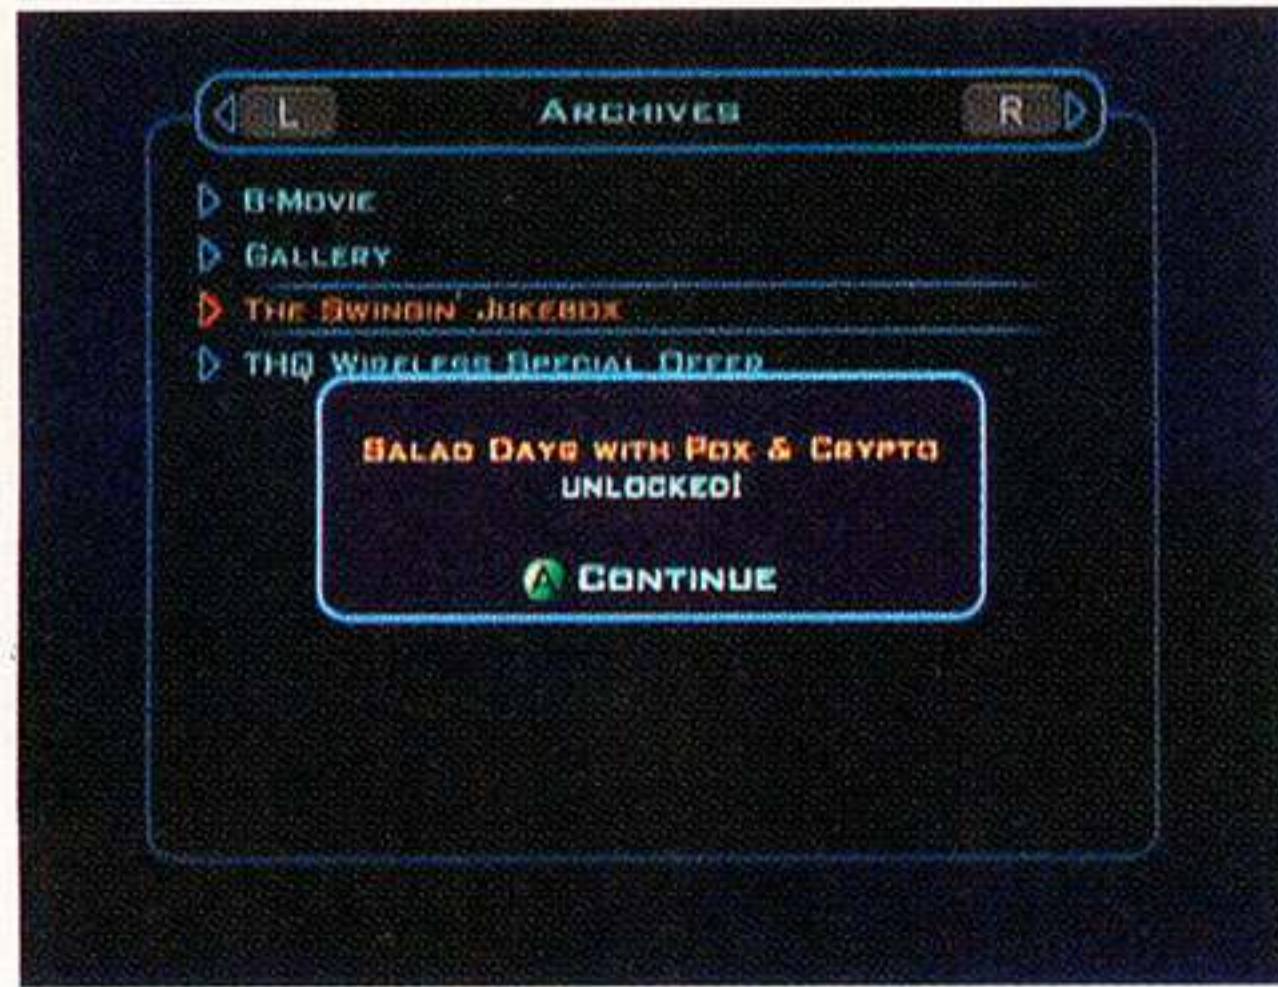 L ARCHIVES R
B-MOVIE
GALLERY
THE SWINGIN' JUKEBOX
THQ WIRELESS SPECIAL OFFER
SALAD DAYS WITH POX & CRYPTO
UNLOCKED!
A CONTINUE